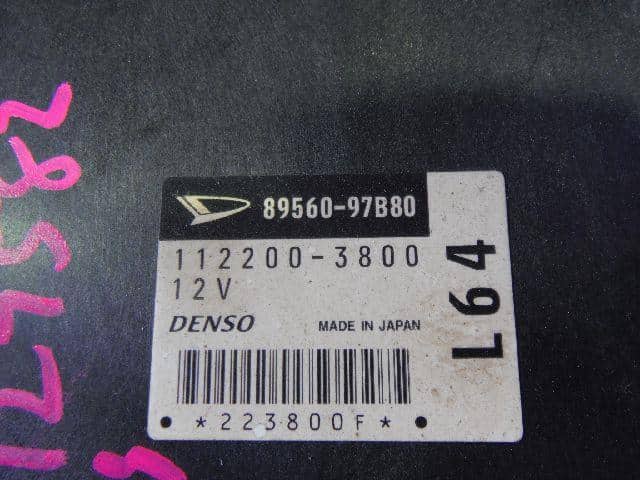 89560-97B80
112200-3800
12V
DENSO MADE IN JAPAN
*223800F*
L64